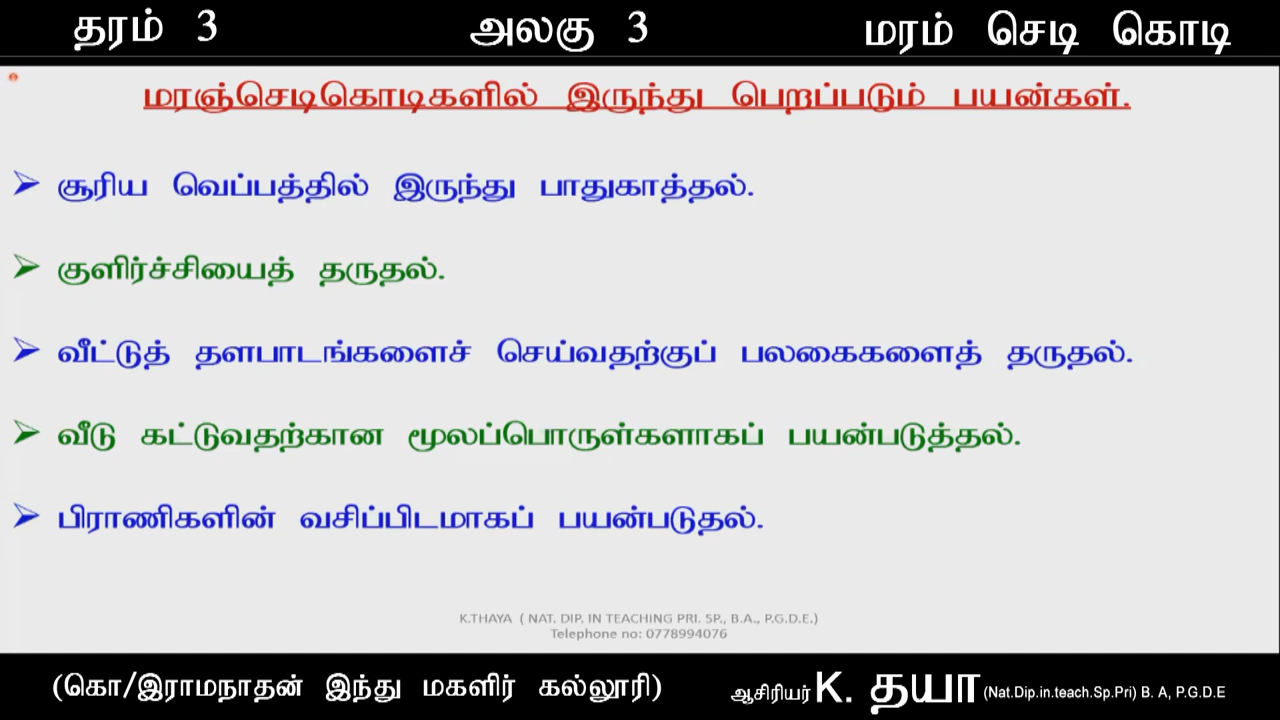 தரம் 3 அலகு 3 மரம் செடி கொடி
மரஞ்செடிகொடிகளில் இருந்து பெறப்படும் பயன்கள்.
➢ சூரிய வெப்பத்தில் இருந்து பாதுகாத்தல்.
➢ குளிர்ச்சியைத் தருதல்.
➢ வீட்டுத் தளபாடங்களைச் செய்வதற்குப் பலகைகளைத் தருதல்.
➢ வீடு கட்டுவதற்கான மூலப்பொருள்களாகப் பயன்படுத்தல்.
➢ பிராணிகளின் வசிப்பிடமாகப் பயன்படுதல்.
K.THAYA ( NAT. DIP. IN TEACHING PRI. SP., B.A., P.G.D.E.)
Telephone no: 0778994076
(கொ/இராமநாதன் இந்து மகளிர் கல்லூரி) ஆசிரியர் K. தயா (Nat.Dip.in.teach.Sp.Pri) B. A, P.G.D.E